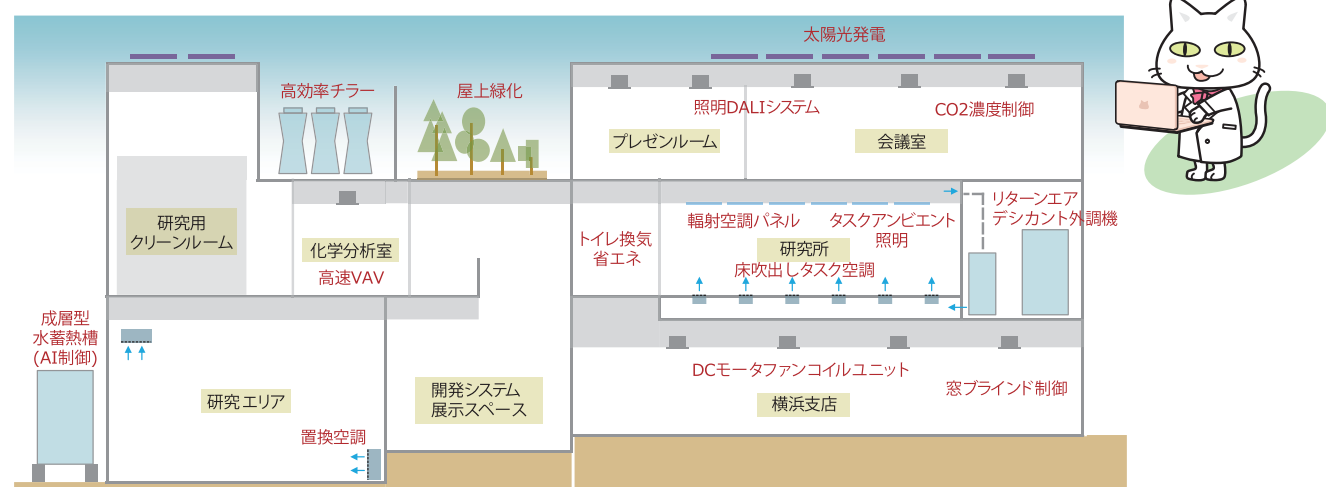 太陽光発電
高効率チラー
屋上緑化
照明DALIシステム
CO2濃度制御
プレゼンルーム
会議室
リターンエア
デシカント外調機
研究用
クリーンルーム
化学分析室
高速VAV
トイレ換気
省エネ
輻射空調パネル
タスクアンビエント
照明
研究所
床吹出しタスク空調
成層型
水蓄熱槽
(AI制御)
研究エリア
置換空調
開発システム
展示スペース
DCモータファンコイルユニット
窓ブラインド制御
横浜支店